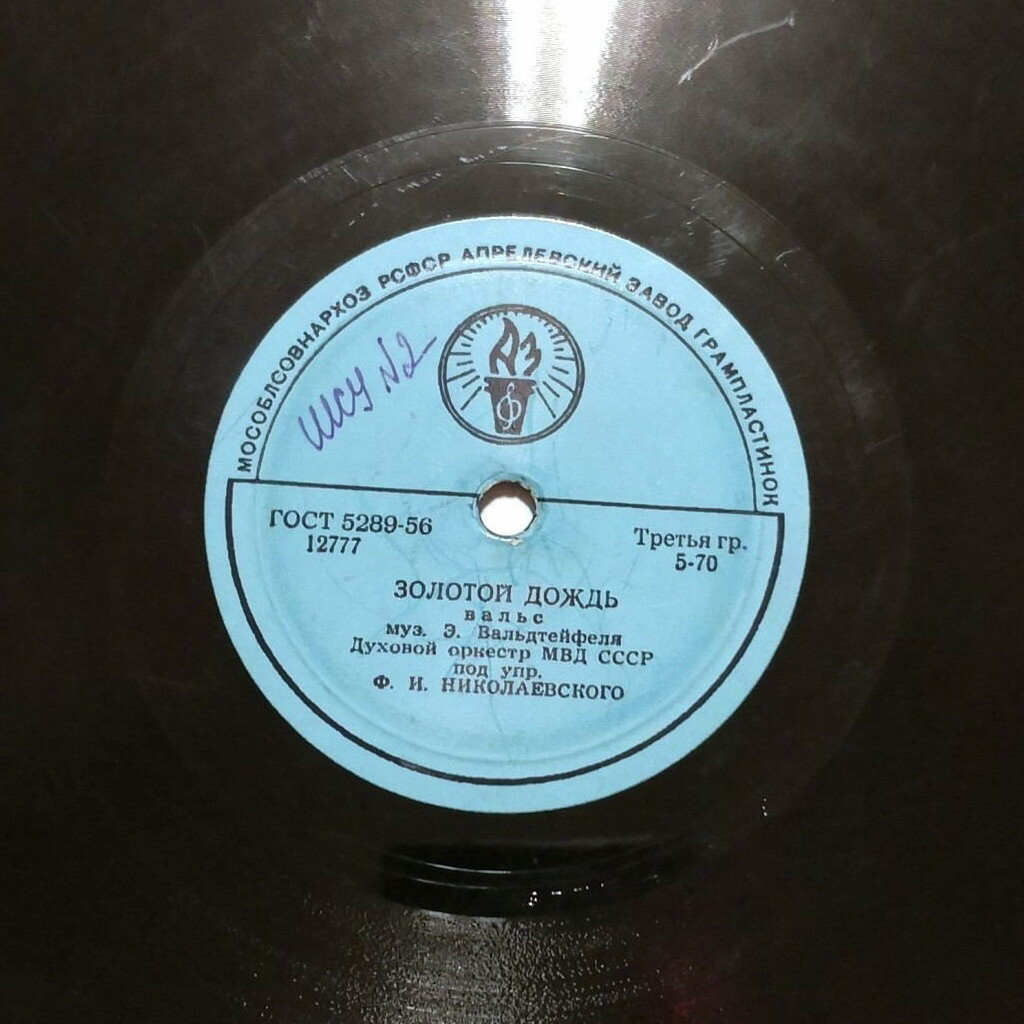 МОСОБЛСОВНАРХОЗ РСФСР АПРЕЛЕВСКИЙ ЗАВОД ГРАМПЛАСТИНОК
АЗ
ШСУ №2
ГОСТ 5289-56
12777
Третья гр.
5-70
ЗОЛОТОЙ ДОЖДЬ
вальс
муз. Э. Вальдтейфеля
Духовой оркестр МВД СССР
под упр.
Ф. И. НИКОЛАЕВСКОГО